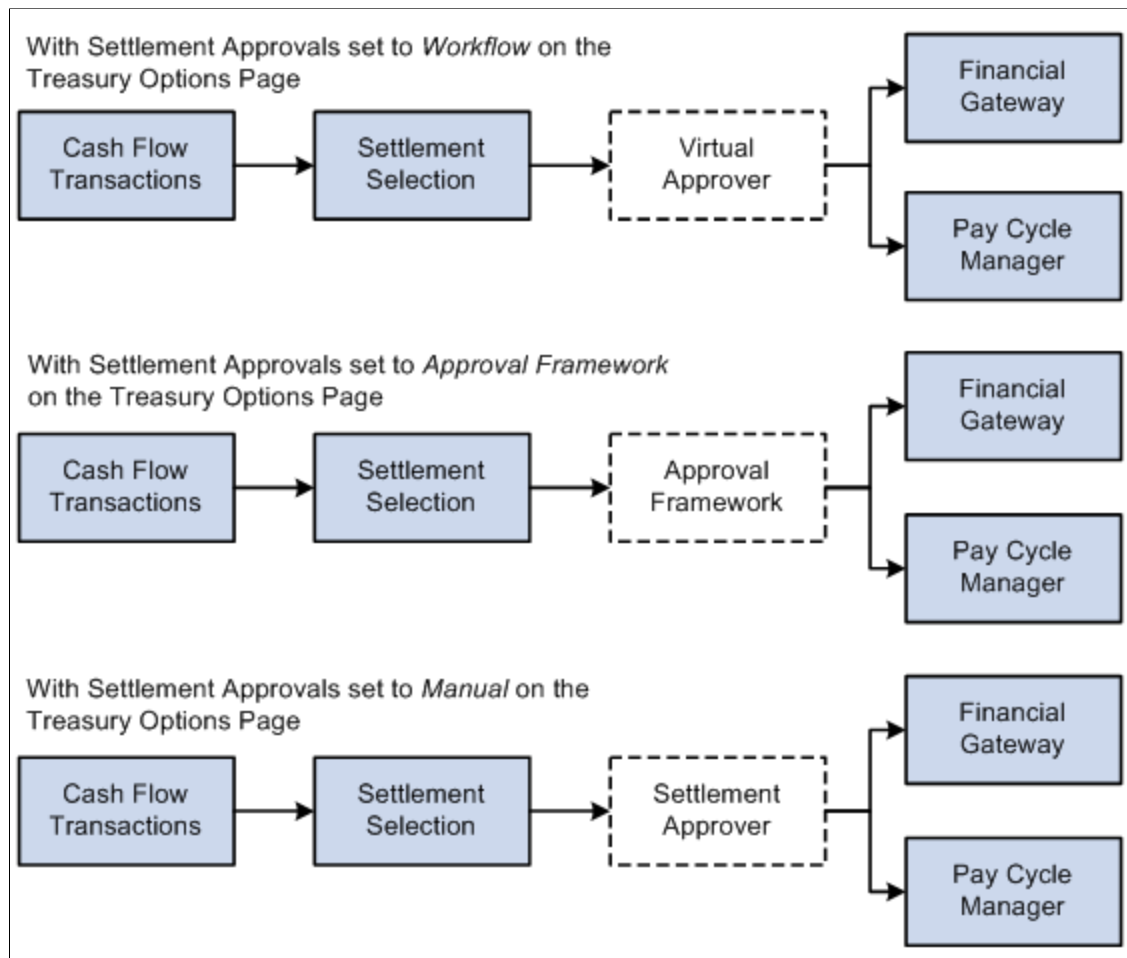 With Settlement Approvals set to Workflow on the
Treasury Options Page
Cash Flow
Transactions
Settlement
Selection
Virtual
Approver
Financial
Gateway
Pay Cycle
Manager
With Settlement Approvals set to Approval Framework
on the Treasury Options Page
Cash Flow
Transactions
Settlement
Selection
Approval
Framework
Financial
Gateway
Pay Cycle
Manager
With Settlement Approvals set to Manual on the
Treasury Options Page
Cash Flow
Transactions
Settlement
Selection
Settlement
Approver
Financial
Gateway
Pay Cycle
Manager